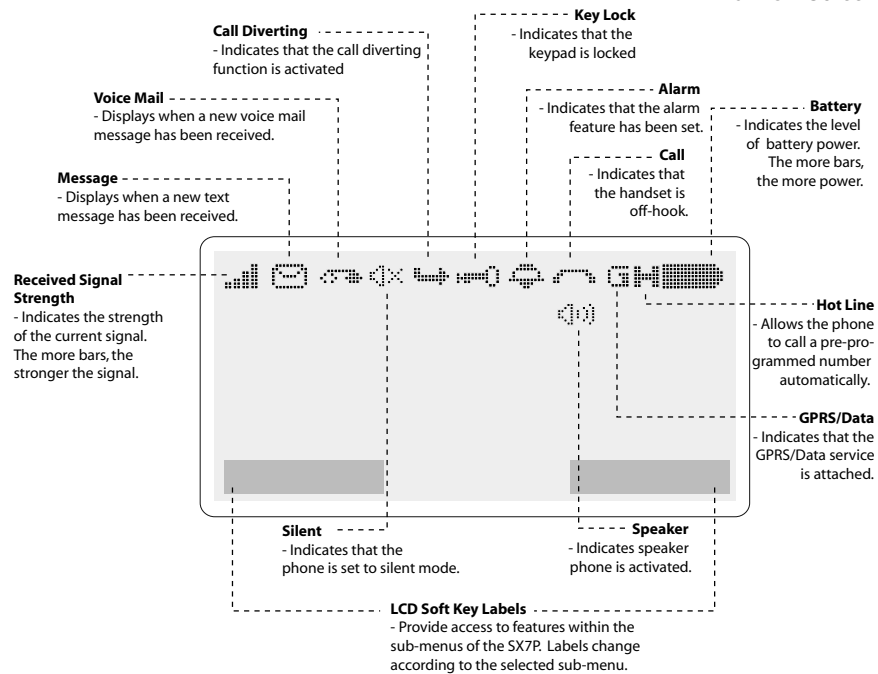 Key Lock
- Indicates that the
keypad is locked
Call Diverting
- Indicates that the call diverting
function is activated
Alarm
- Indicates that the alarm
feature has been set.
Voice Mail
- Displays when a new voice mail
message has been received.
Battery
- Indicates the level
of battery power.
The more bars,
the more power.
Call
- Indicates that
the handset is
off-hook.
Message
- Displays when a new text
message has been received.
Received Signal
Strength
- Indicates the strength
of the current signal.
The more bars, the
stronger the signal.
G H
Hot Line
- Allows the phone
to call a pre-pro-
grammed number
automatically.
GPRS/Data
- Indicates that the
GPRS/Data service
is attached.
Silent
- Indicates that the
phone is set to silent mode.
Speaker
- Indicates speaker
phone is activated.
LCD Soft Key Labels
- Provide access to features within the
sub-menus of the SX7P. Labels change
according to the selected sub-menu.